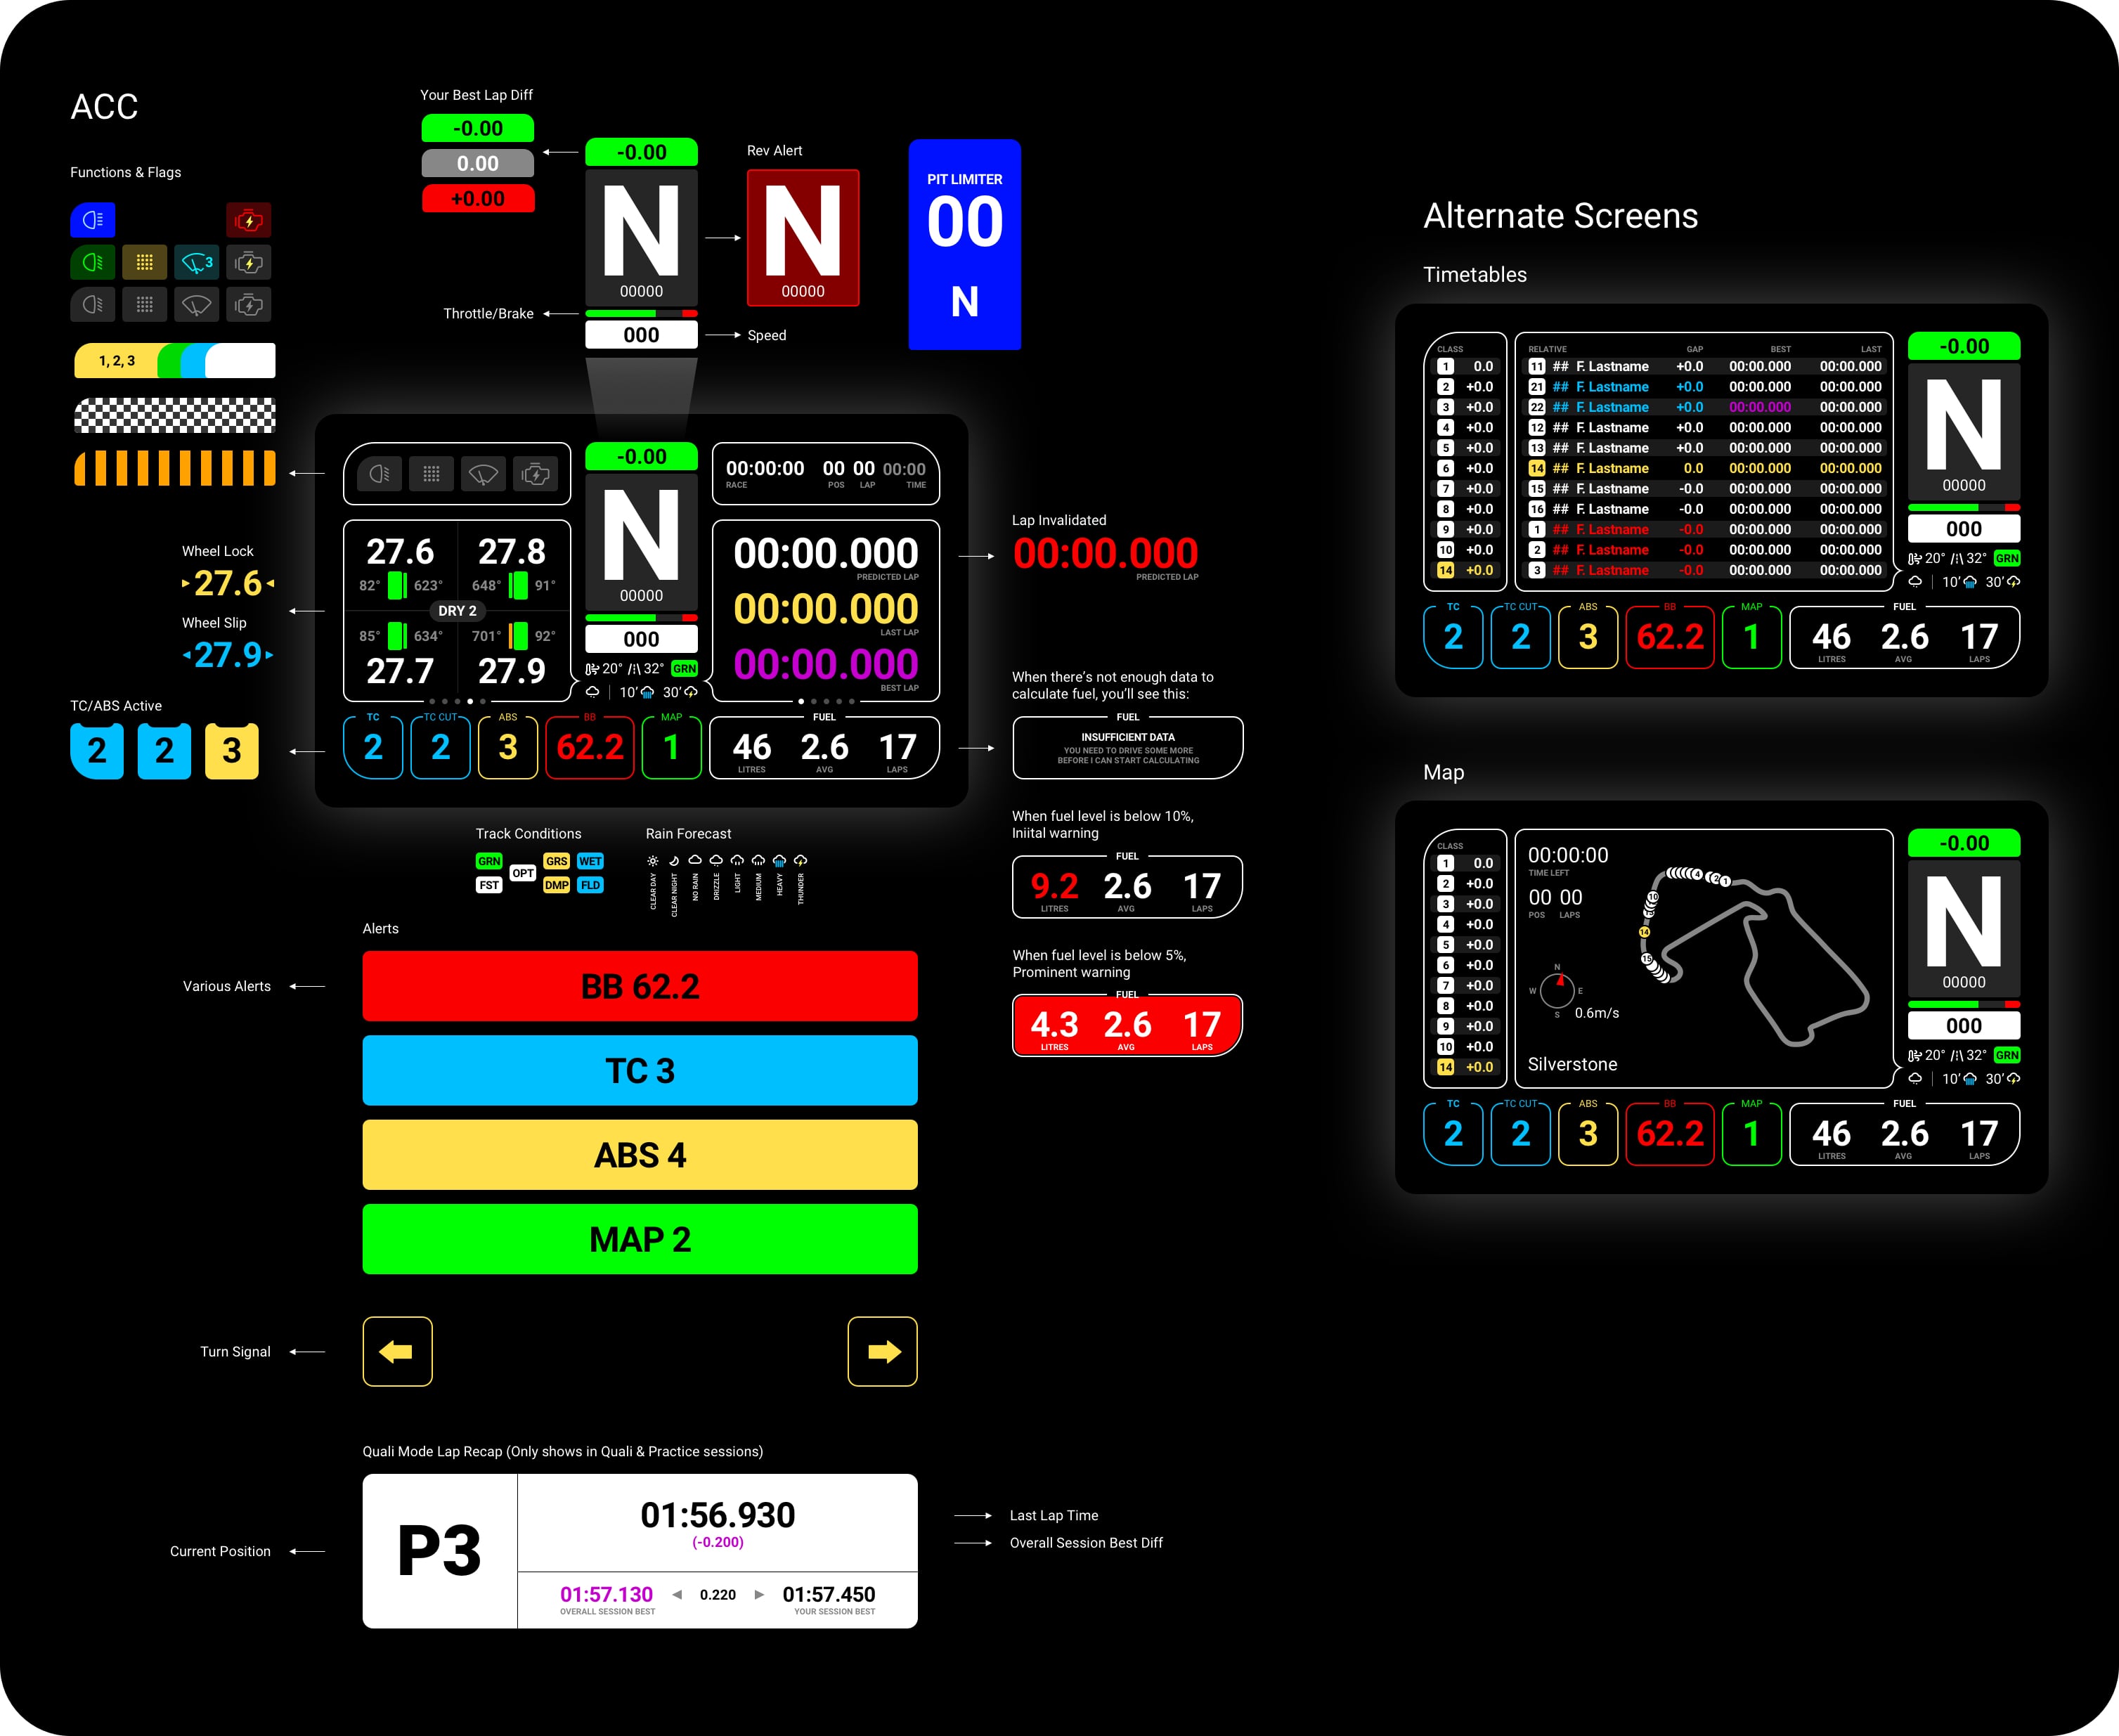 ACC
Functions & Flags
3
1, 2, 3
Your Best Lap Diff
-0.00
0.00
+0.00
-0.00
N
00000
000
Throttle/Brake
Speed
Rev Alert
N
00000
PIT LIMITER
00
N
Wheel Lock
27.6
Wheel Slip
27.9
TC/ABS Active
2 2 3
27.6 27.8
82° 623° 648° 91°
DRY 2
85° 634° 701° 92°
27.7 27.9
-0.00
N
00000
000
20° 32° GRN
10' 30'
00:00:00 00 00 00:00
RACE POS LAP TIME
00:00.000
PREDICTED LAP
00:00.000
LAST LAP
00:00.000
BEST LAP
TC TC CUT ABS BB MAP FUEL
2 2 3 62.2 1 46 2.6 17
LITRES AVG LAPS
Lap Invalidated
00:00.000
PREDICTED LAP
When there's not enough data to
calculate fuel, you'll see this:
FUEL
INSUFFICIENT DATA
YOU NEED TO DRIVE SOME MORE
BEFORE I CAN START CALCULATING
When fuel level is below 10%,
Iniital warning
FUEL
9.2 2.6 17
LITRES AVG LAPS
When fuel level is below 5%,
Prominent warning
FUEL
4.3 2.6 17
LITRES AVG LAPS
Track Conditions
GRN OPT GRS WET
FST DMP FLD
Rain Forecast
CLEAR DAY
CLEAR NIGHT
NO RAIN
DRIZZLE
LIGHT
MEDIUM
HEAVY
THUNDER
Alerts
Various Alerts
BB 62.2
TC 3
ABS 4
MAP 2
Turn Signal
Quali Mode Lap Recap (Only shows in Quali & Practice sessions)
Current Position
P3
01:56.930
(-0.200)
01:57.130 0.220 01:57.450
OVERALL SESSION BEST YOUR SESSION BEST
Last Lap Time
Overall Session Best Diff
Alternate Screens
Timetables
CLASS
1 0.0
2 +0.0
3 +0.0
4 +0.0
5 +0.0
6 +0.0
7 +0.0
8 +0.0
9 +0.0
10 +0.0
14 +0.0
RELATIVE GAP BEST LAST
11 ## F. Lastname +0.0 00:00.000 00:00.000
21 ## F. Lastname +0.0 00:00.000 00:00.000
22 ## F. Lastname +0.0 00:00.000 00:00.000
12 ## F. Lastname +0.0 00:00.000 00:00.000
13 ## F. Lastname +0.0 00:00.000 00:00.000
14 ## F. Lastname 0.0 00:00.000 00:00.000
15 ## F. Lastname -0.0 00:00.000 00:00.000
16 ## F. Lastname -0.0 00:00.000 00:00.000
1 ## F. Lastname -0.0 00:00.000 00:00.000
2 ## F. Lastname -0.0 00:00.000 00:00.000
3 ## F. Lastname -0.0 00:00.000 00:00.000
-0.00
N
00000
000
20° 32° GRN
10' 30'
TC TC CUT ABS BB MAP FUEL
2 2 3 62.2 1 46 2.6 17
LITRES AVG LAPS
Map
CLASS
1 0.0
2 +0.0
3 +0.0
4 +0.0
5 +0.0
6 +0.0
7 +0.0
8 +0.0
9 +0.0
10 +0.0
14 +0.0
00:00:00
TIME LEFT
00 00
POS LAPS
4 2 1
10
14
15
N
W E
S
0.6m/s
Silverstone
-0.00
N
00000
000
20° 32° GRN
10' 30'
TC TC CUT ABS BB MAP FUEL
2 2 3 62.2 1 46 2.6 17
LITRES AVG LAPS